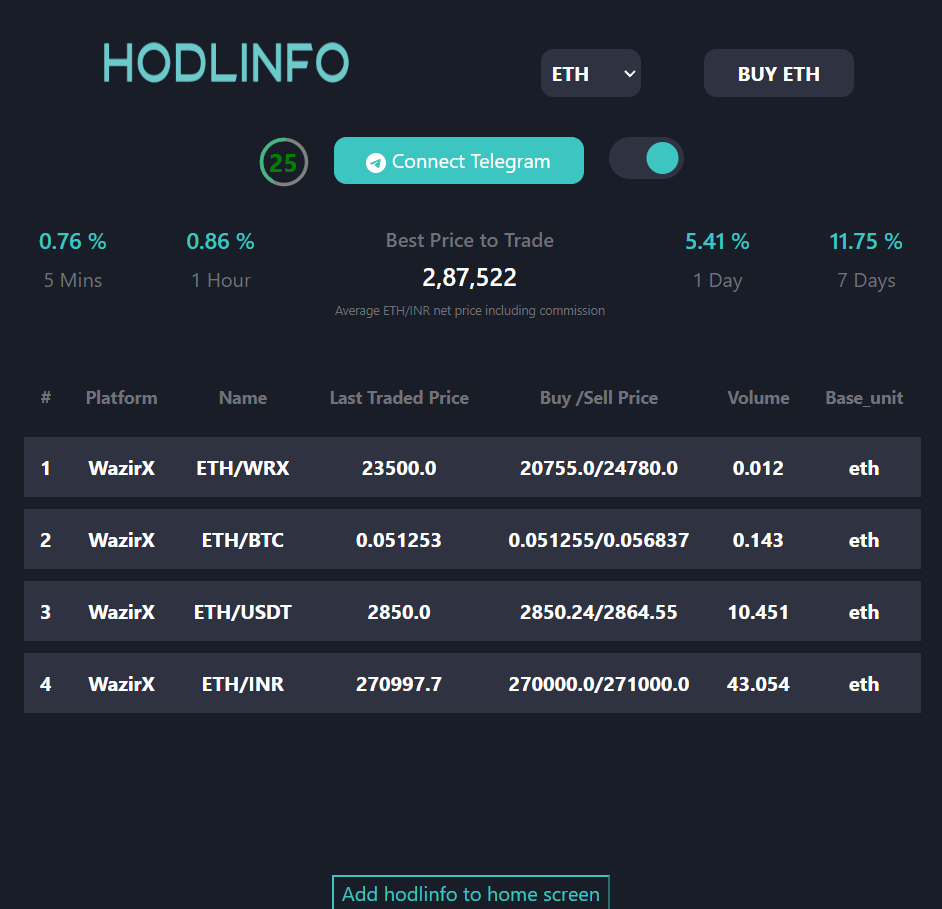 HODLINFO
ETH
BUY ETH
25
Connect Telegram
0.76 %
5 Mins
0.86 %
1 Hour
Best Price to Trade
2,87,522
Average ETH/INR net price including commission
5.41 %
1 Day
11.75 %
7 Days
# Platform Name Last Traded Price Buy /Sell Price Volume Base_unit
1 WazirX ETH/WRX 23500.0 20755.0/24780.0 0.012 eth
2 WazirX ETH/BTC 0.051253 0.051255/0.056837 0.143 eth
3 WazirX ETH/USDT 2850.0 2850.24/2864.55 10.451 eth
4 WazirX ETH/INR 270997.7 270000.0/271000.0 43.054 eth
Add hodlinfo to home screen